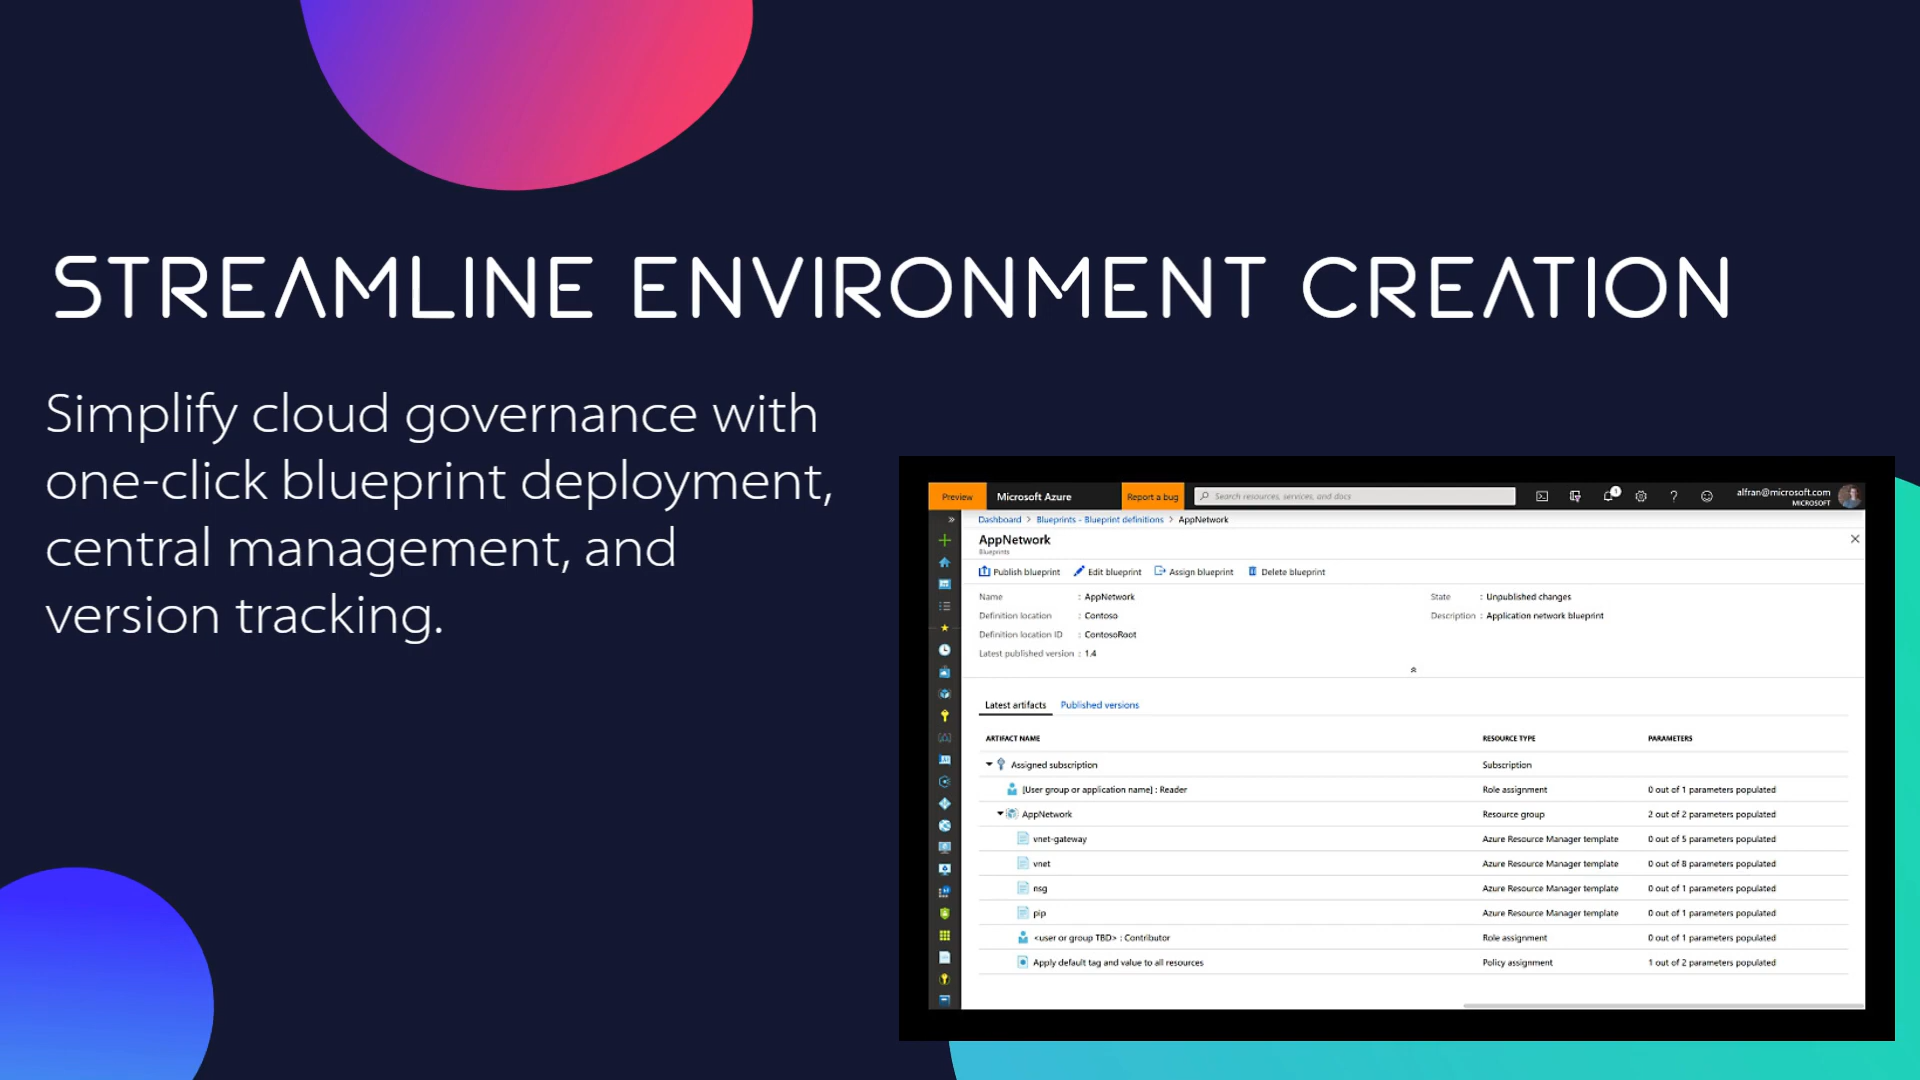 STREAMLINE ENVIRONMENT CREATION
Simplify cloud governance with
one-click blueprint deployment,
central management, and
version tracking.
Preview Microsoft Azure Report a bug Search resources, services, and docs 1 ? alfran@microsoft.com
MICROSOFT
Dashboard > Blueprints - Blueprint definitions > AppNetwork
AppNetwork
Blueprints
Publish blueprint Edit blueprint Assign blueprint Delete blueprint
Name : AppNetwork State : Unpublished changes
Definition location : Contoso Description : Application network blueprint
Definition location ID : ContosoRoot
Latest published version : 1.4
Latest artifacts Published versions
ARTIFACT NAME RESOURCE TYPE PARAMETERS
Assigned subscription Subscription
[User group or application name] : Reader Role assignment 0 out of 1 parameters populated
AppNetwork Resource group 2 out of 2 parameters populated
vnet-gateway Azure Resource Manager template 0 out of 5 parameters populated
vnet Azure Resource Manager template 0 out of 8 parameters populated
nsg Azure Resource Manager template 0 out of 1 parameters populated
pip Azure Resource Manager template 0 out of 1 parameters populated
<user or group TBD> : Contributor Role assignment 0 out of 1 parameters populated
Apply default tag and value to all resources Policy assignment 1 out of 2 parameters populated